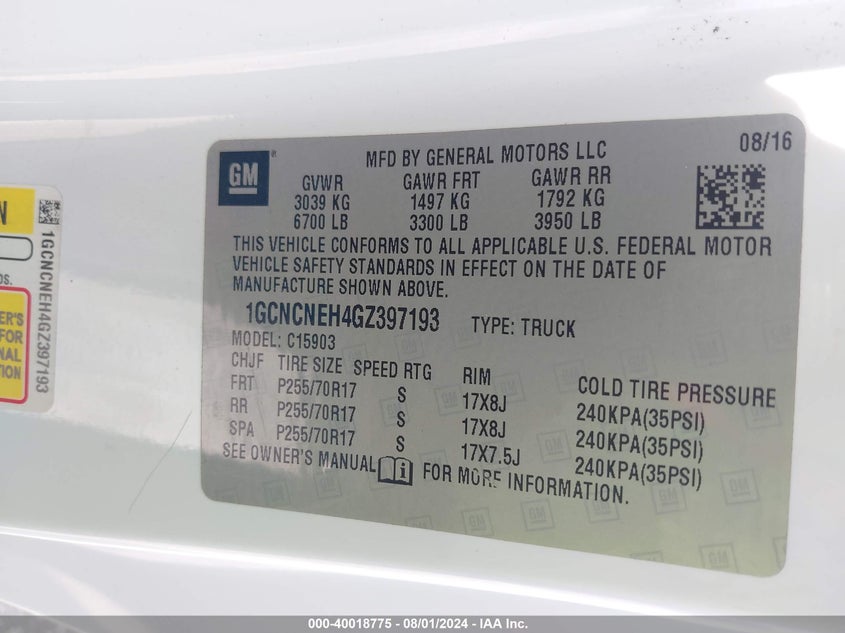 08/16
GM
MFD BY GENERAL MOTORS LLC
GVWR GAWR FRT GAWR RR
3039 KG 1497 KG 1792 KG
6700 LB 3300 LB 3950 LB
THIS VEHICLE CONFORMS TO ALL APPLICABLE U.S. FEDERAL MOTOR
VEHICLE SAFETY STANDARDS IN EFFECT ON THE DATE OF
MANUFACTURE SHOWN ABOVE.
1GCNCNEH4GZ397193 TYPE: TRUCK
MODEL: C15903
CHJF TIRE SIZE SPEED RTG RIM COLD TIRE PRESSURE
FRT P255/70R17 S 17X8J 240KPA(35PSI)
RR P255/70R17 S 17X8J 240KPA(35PSI)
SPA P255/70R17 S 17X7.5J 240KPA(35PSI)
SEE OWNER'S MANUAL FOR MORE INFORMATION.
1GCNCNEH4GZ397193
000-40018775 - 08/01/2024 - IAA Inc.